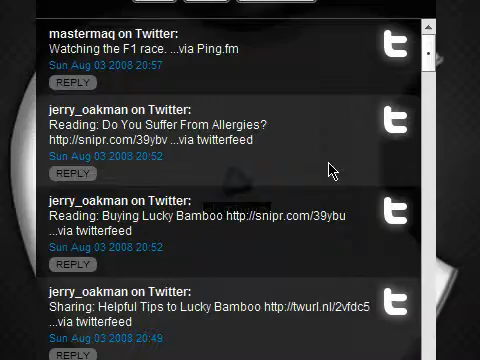 mastermaq on Twitter:
Watching the F1 race. ...via Ping.fm
Sun Aug 03 2008 20:57
REPLY
jerry_oakman on Twitter:
Reading: Do You Suffer From Allergies?
http://snipr.com/39ybv ...via twitterfeed
Sun Aug 03 2008 20:52
REPLY
jerry_oakman on Twitter:
Reading: Buying Lucky Bamboo http://snipr.com/39ybu
...via twitterfeed
Sun Aug 03 2008 20:52
REPLY
jerry_oakman on Twitter:
Sharing: Helpful Tips to Lucky Bamboo http://twurl.nl/2vfdc5
...via twitterfeed
Sun Aug 03 2008 20:49
REPLY